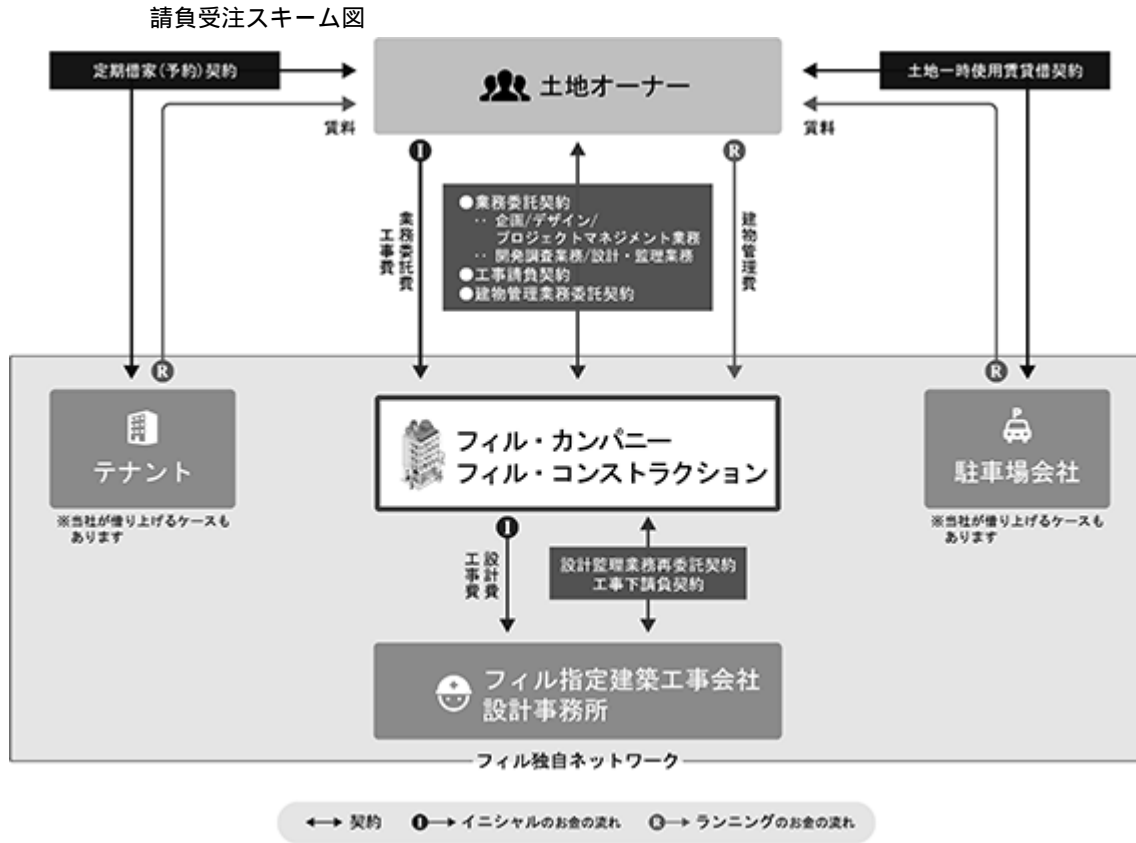 請負受注スキーム図
定期借家(予約)契約
土地オーナー
土地一時使用賃貸借契約
賃料
賃料
I
R
業務委託費
工事費
●業務委託契約
‥ 企画/デザイン/
プロジェクトマネジメント業務
‥ 開発調査業務/設計・監理業務
●工事請負契約
●建物管理業務委託契約
建物管理費
R
R
テナント
※当社が借り上げるケースも
あります
フィル・カンパニー
フィル・コンストラクション
P
駐車場会社
※当社が借り上げるケースも
あります
I
設計費
工事費
設計監理業務再委託契約
工事下請負契約
フィル指定建築工事会社
設計事務所
フィル独自ネットワーク
契約
I イニシャルのお金の流れ
R ランニングのお金の流れ